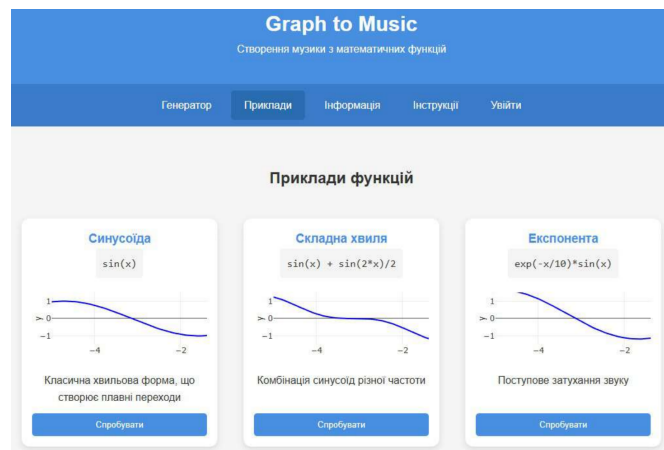 Graph to Music
Створення музики з математичних функцій
Генератор Приклади Інформація Інструкції Увійти
Приклади функцій
Синусоїда
sin(x)
1
y 0
−1
−4 −2
Класична хвильова форма, що
створює плавні переходи
Спробувати
Складна хвиля
sin(x) + sin(2*x)/2
1
y 0
−1
−4 −2
Комбінація синусоїд різної частоти
Спробувати
Експонента
exp(-x/10)*sin(x)
1
y 0
−1
−4 −2
Поступове затухання звуку
Спробувати